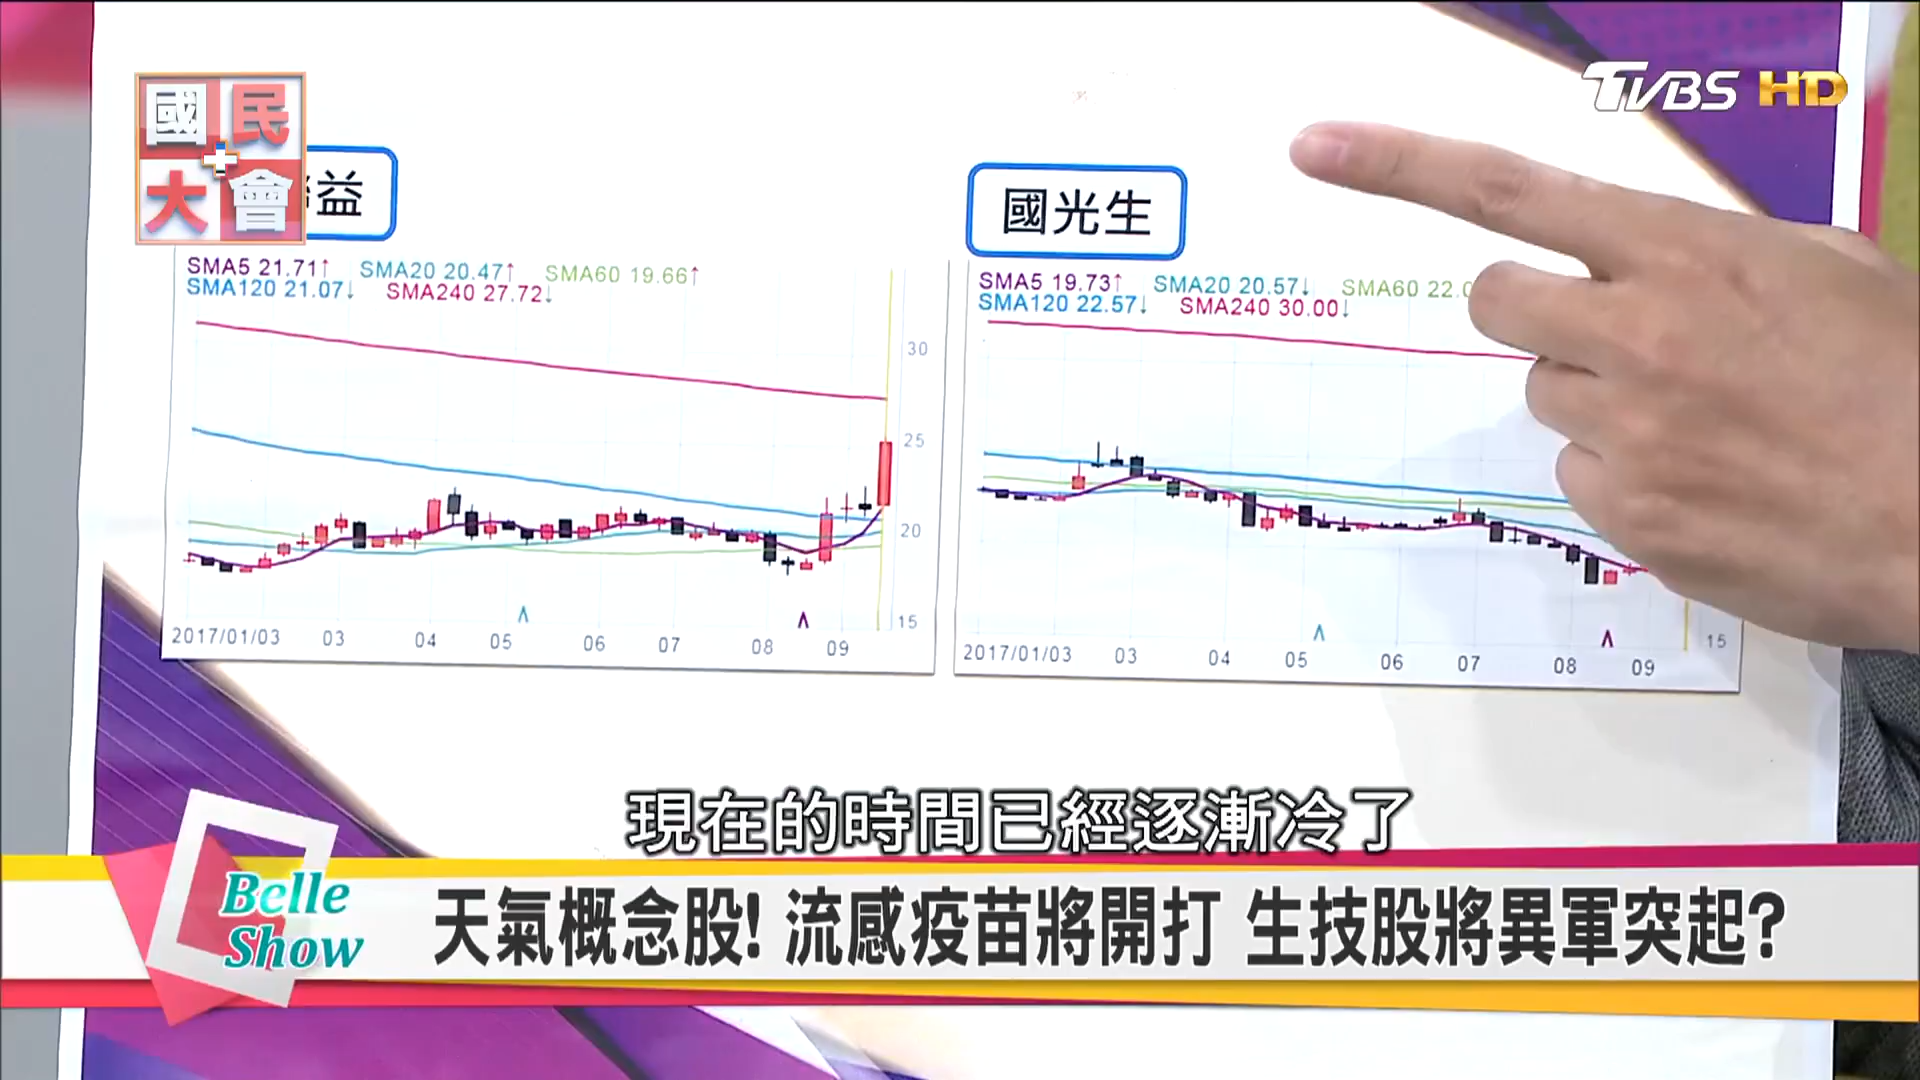 國民
大會
TVBS HD
益
SMA5 21.71↑ SMA20 20.47↑ SMA60 19.66↑
SMA120 21.07↓ SMA240 27.72↓
30
25
20
15
2017/01/03 03 04 05 06 07 08 09
國光生
SMA5 19.73↑ SMA20 20.57↓ SMA60 22.0
SMA120 22.57↓ SMA240 30.00↓
15
2017/01/03 03 04 05 06 07 08 09
現在的時間已經逐漸冷了
Belle
Show
天氣概念股! 流感疫苗將開打 生技股將異軍突起?